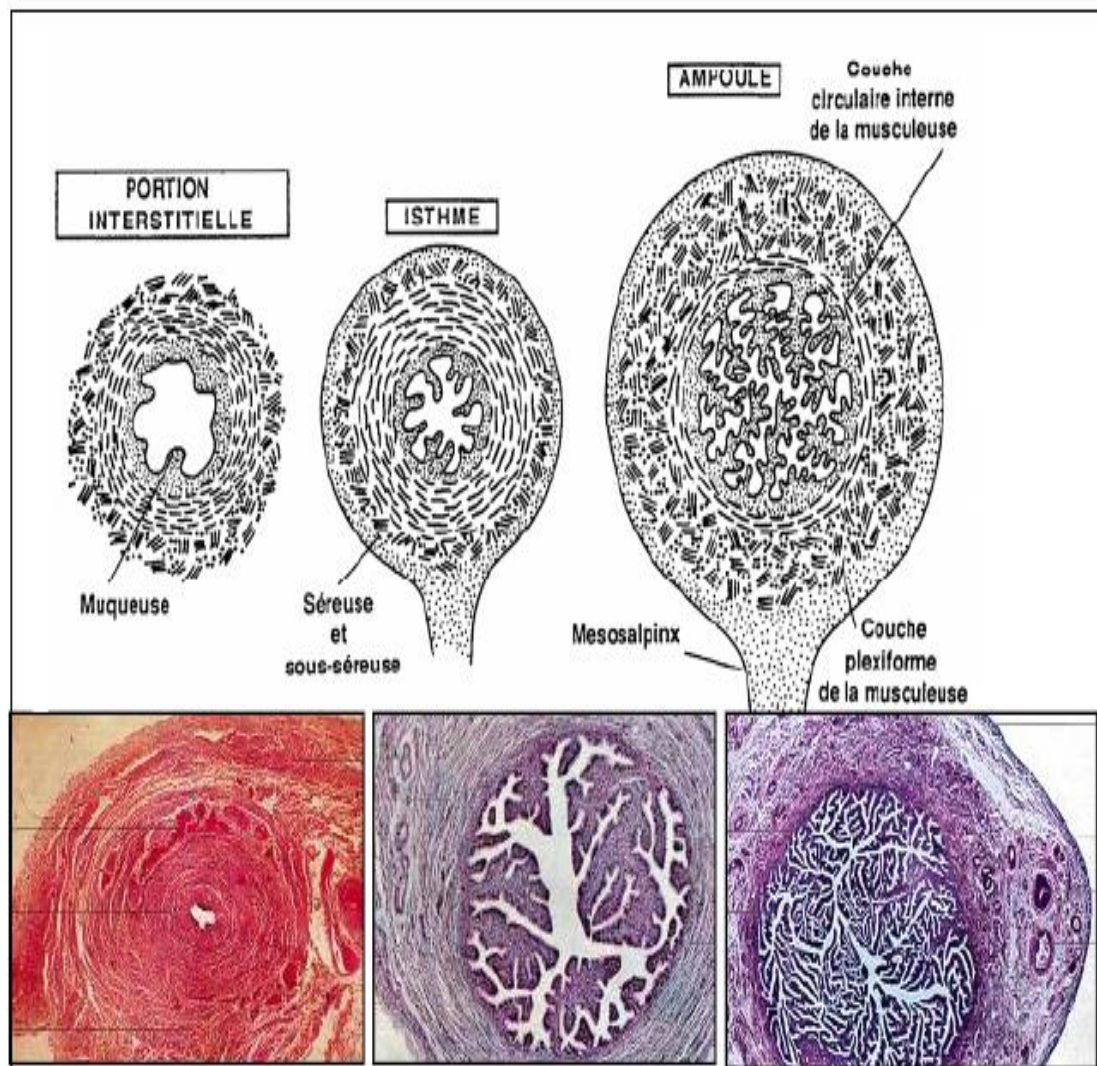 PORTION
INTERSTITIELLE
ISTHME
AMPOULE
Couche
circulaire interne
de la musculeuse
Muqueuse
Séreuse
et
sous-séreuse
Mesosalpinx
Couche
plexiforme
de la musculeuse